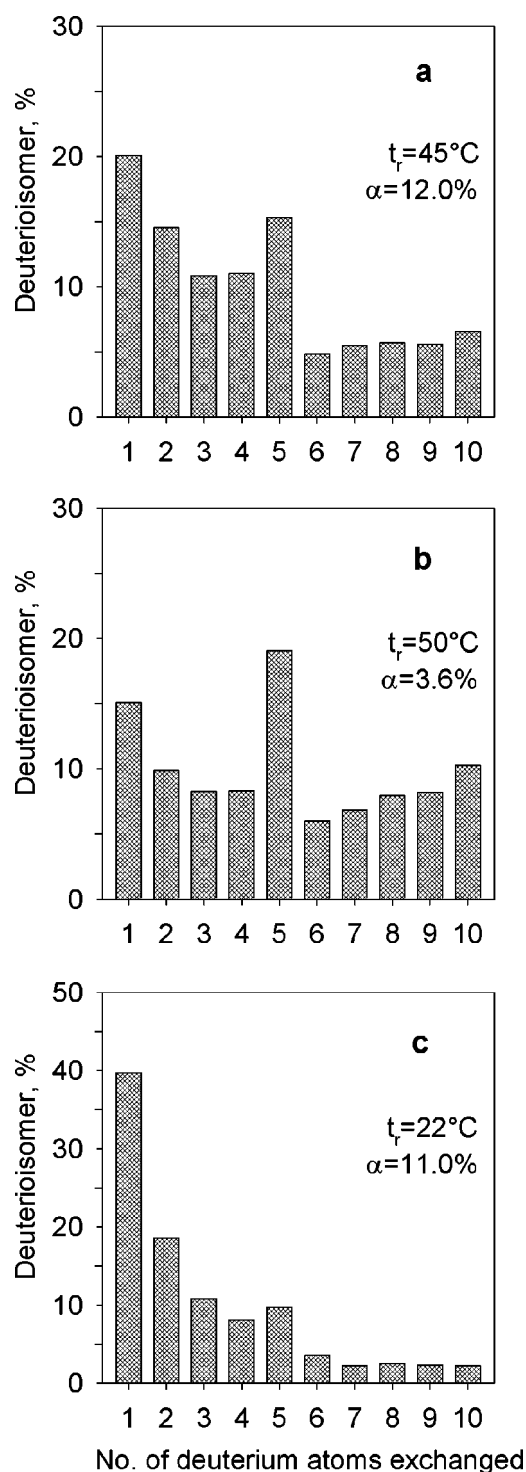 30
20
10
0
Deuterioisomer, %
a
tᵣ=45°C
α=12.0%
1 2 3 4 5 6 7 8 9 10
30
20
10
0
Deuterioisomer, %
b
tᵣ=50°C
α=3.6%
1 2 3 4 5 6 7 8 9 10
50
40
30
20
10
0
Deuterioisomer, %
c
tᵣ=22°C
α=11.0%
1 2 3 4 5 6 7 8 9 10
No. of deuterium atoms exchanged